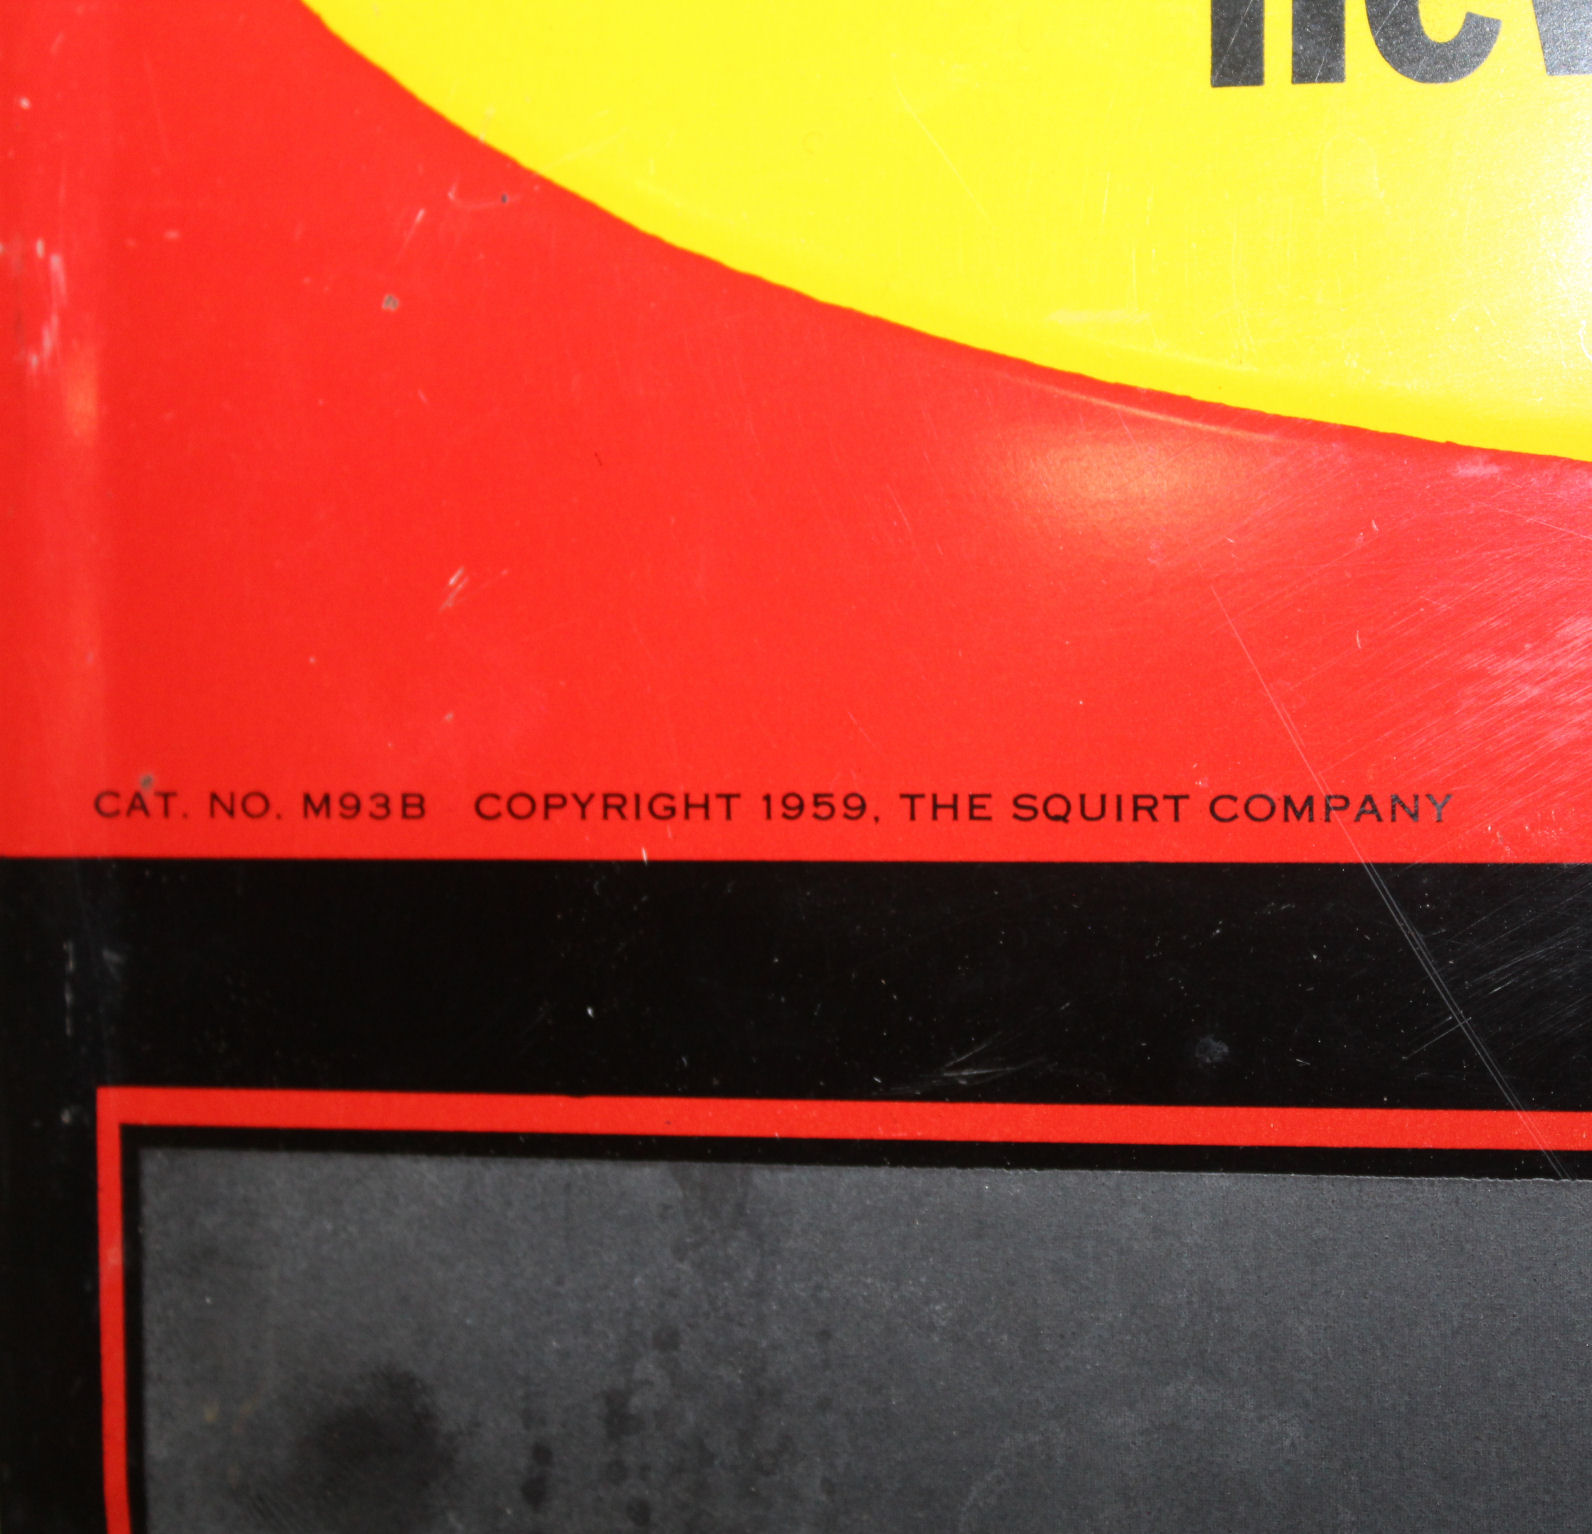 CAT. NO. M93B COPYRIGHT 1959, THE SQUIRT COMPANY